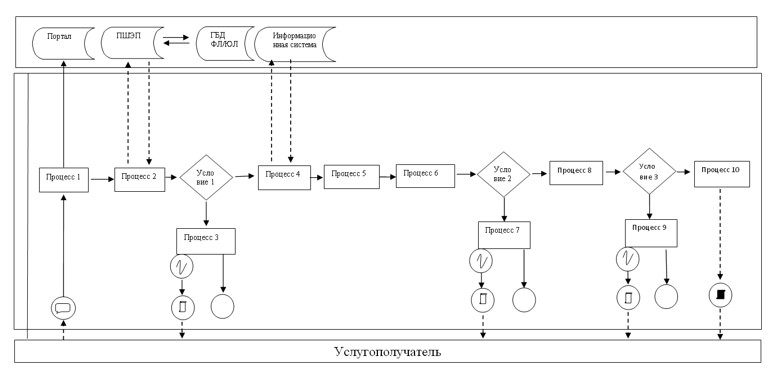 Портал
ПШЭП
ГБД
ФЛ/ЮЛ
Информацио
нная система
Процесс 1
Процесс 2
Усло
вие 1
Процесс 4
Процесс 5
Процесс 6
Усло
вие 2
Процесс 8
Усло
вие 3
Процесс 10
Процесс 3
Процесс 7
Процесс 9
Услугополучатель